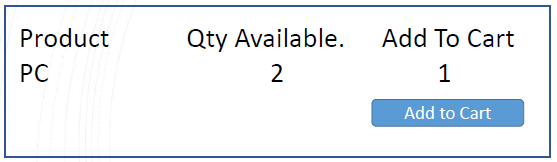 Product Qty Available. Add To Cart
PC 2 1
Add to Cart